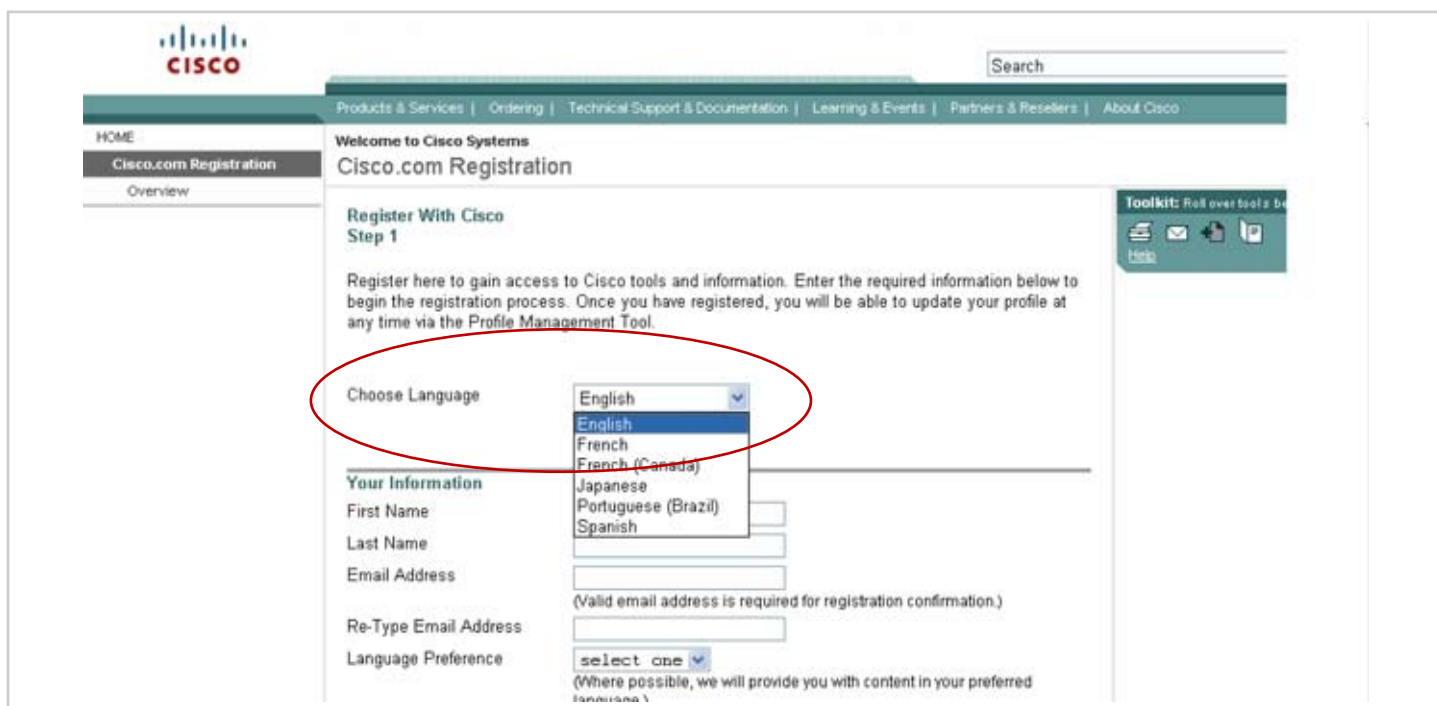 CISCO
Search
Products & Services | Ordering | Technical Support & Documentation | Learning & Events | Partners & Resellers | About Cisco
HOME
Cisco.com Registration
Overview
Welcome to Cisco Systems
Cisco.com Registration
Toolkit: Roll over tools be
Help
Register With Cisco
Step 1
Register here to gain access to Cisco tools and information. Enter the required information below to
begin the registration process. Once you have registered, you will be able to update your profile at
any time via the Profile Management Tool.
Choose Language
English
English
French
French (Canada)
Japanese
Portuguese (Brazil)
Spanish
Your Information
First Name
Last Name
Email Address
(Valid email address is required for registration confirmation.)
Re-Type Email Address
Language Preference
select one
(Where possible, we will provide you with content in your preferred
language.)